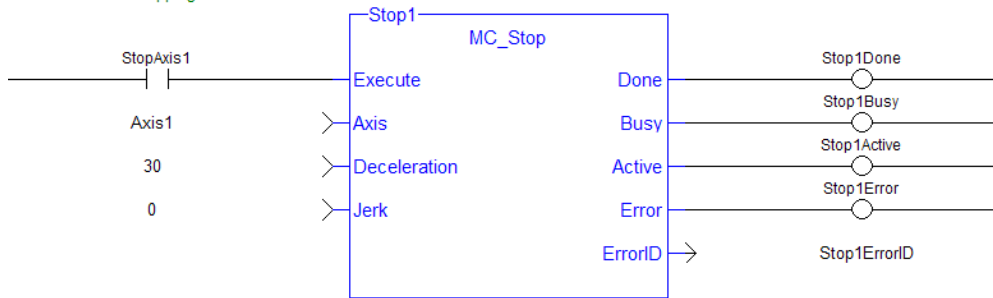 Stop1
MC_Stop
StopAxis1
Stop1Done
Execute
Done
Stop1Busy
Axis1
Axis
Busy
Stop1Active
30
Deceleration
Active
Stop1Error
0
Jerk
Error
ErrorID
Stop1ErrorID